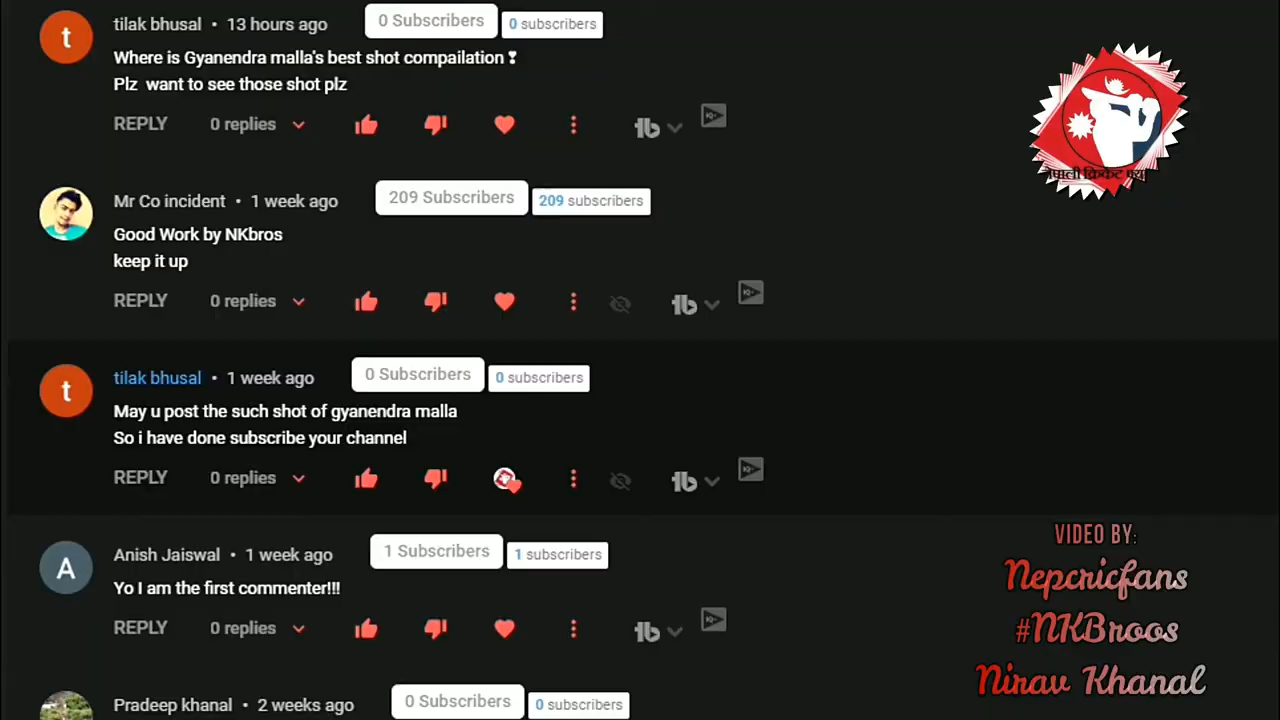 t
tilak bhusal • 13 hours ago 0 Subscribers 0 subscribers
Where is Gyanendra malla's best shot compailation❣
Plz want to see those shot plz
REPLY 0 replies
Mr Co incident • 1 week ago 209 Subscribers 209 subscribers
Good Work by NKbros
keep it up
REPLY 0 replies
t
tilak bhusal • 1 week ago 0 Subscribers 0 subscribers
May u post the such shot of gyanendra malla
So i have done subscribe your channel
REPLY 0 replies
A
Anish Jaiswal • 1 week ago 1 Subscribers 1 subscribers
Yo I am the first commenter!!!
REPLY 0 replies
Pradeep khanal • 2 weeks ago 0 Subscribers 0 subscribers
नेपाली क्रिकेट
VIDEO BY:
Nepcricfans
#NKBroos
Nirav Khanal